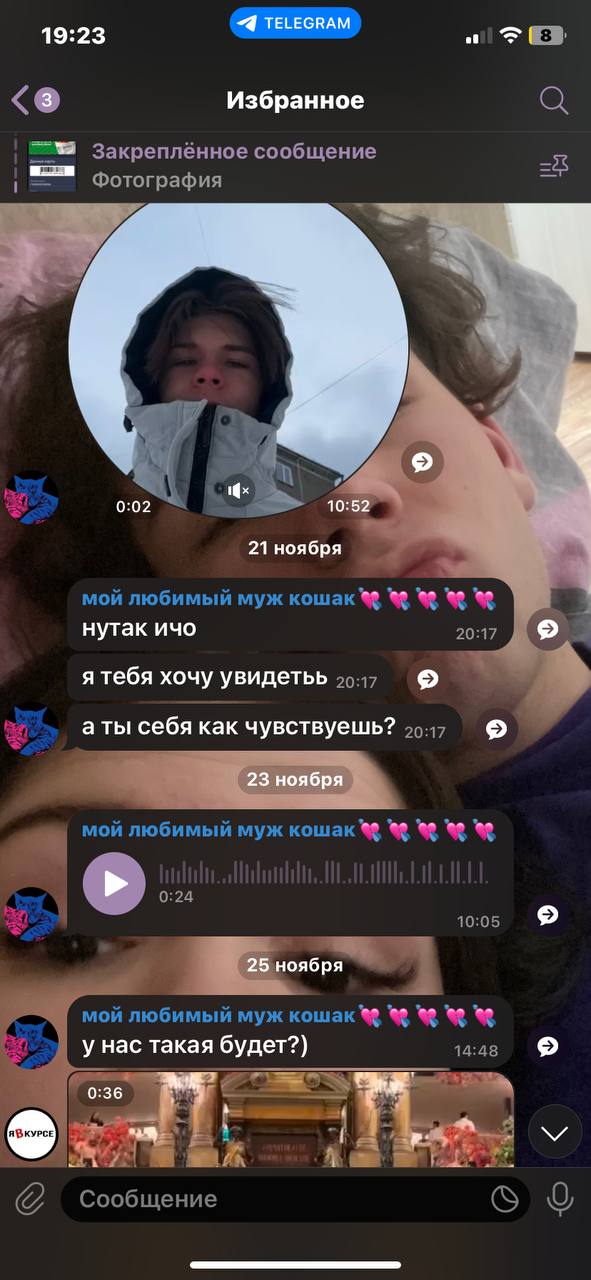 19:23
TELEGRAM
8
3
Избранное
Закреплённое сообщение
Фотография
0:02
10:52
21 ноября
мой любимый муж кошак💘💘💘💘💘
нутак ичо
20:17
я тебя хочу увидетьь 20:17
а ты себя как чувствуешь? 20:17
23 ноября
мой любимый муж кошак💘💘💘💘💘
0:24
10:05
25 ноября
мой любимый муж кошак💘💘💘💘💘
у нас такая будет?)
14:48
0:36
ЯВКУРСЕ
Сообщение